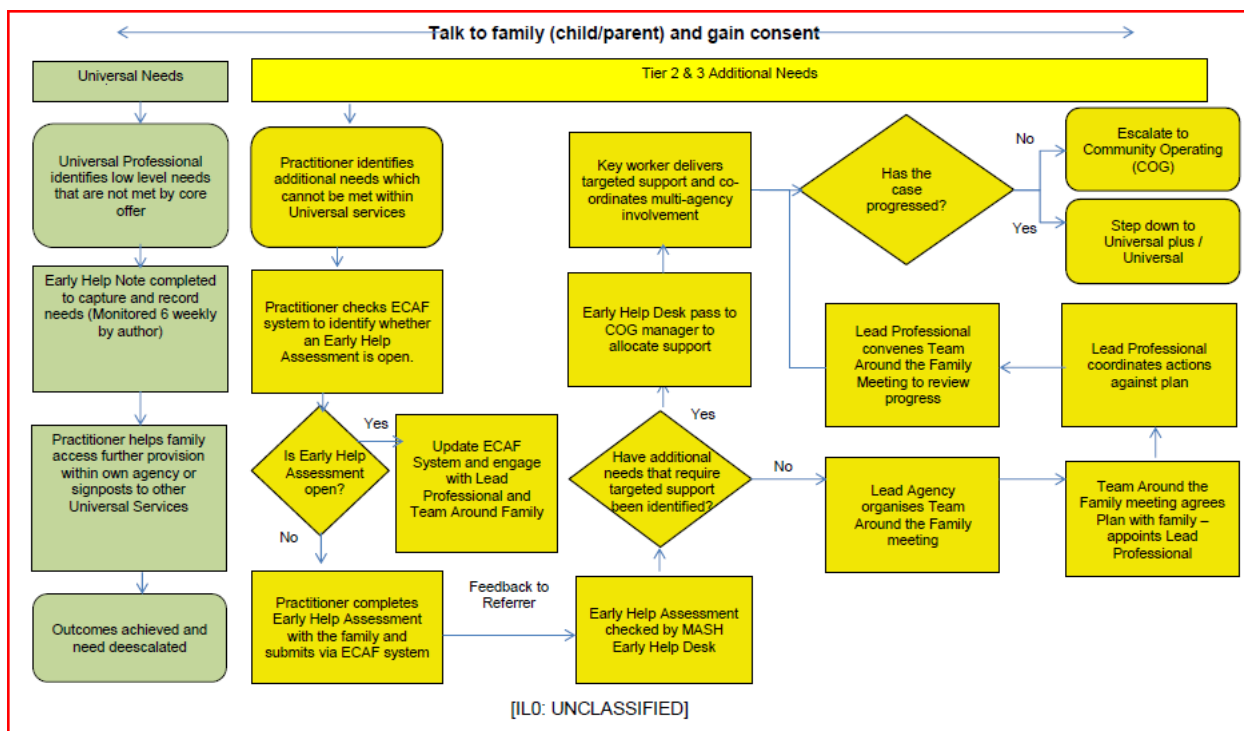 Talk to family (child/parent) and gain consent
Universal Needs
Tier 2 & 3 Additional Needs
Universal Professional
identifies low level needs
that are not met by core
offer
Early Help Note completed
to capture and record
needs (Monitored 6 weekly
by author)
Practitioner helps family
access further provision
within own agency or
signposts to other
Universal Services
Outcomes achieved and
need deescalated
Practitioner identifies
additional needs which
cannot be met within
Universal services
Practitioner checks ECAF
system to identify whether
an Early Help
Assessment is open.
Is Early Help
Assessment
open?
Yes
Update ECAF
System and engage
with Lead
Professional and
Team Around Family
No
Practitioner completes
Early Help Assessment
with the family and
submits via ECAF system
Feedback to
Referrer
Early Help Assessment
checked by MASH
Early Help Desk
Have additional
needs that require
targeted support
been identified?
Yes
Early Help Desk pass to
COG manager to
allocate support
Key worker delivers
targeted support and co-
ordinates multi-agency
involvement
No
Lead Agency
organises Team
Around the Family
meeting
Team Around the
Family meeting agrees
Plan with family –
appoints Lead
Professional
Lead Professional
coordinates actions
against plan
Lead Professional
convenes Team
Around the Family
Meeting to review
progress
Has the
case
progressed?
No
Escalate to
Community Operating
(COG)
Yes
Step down to
Universal plus /
Universal
[IL0: UNCLASSIFIED]